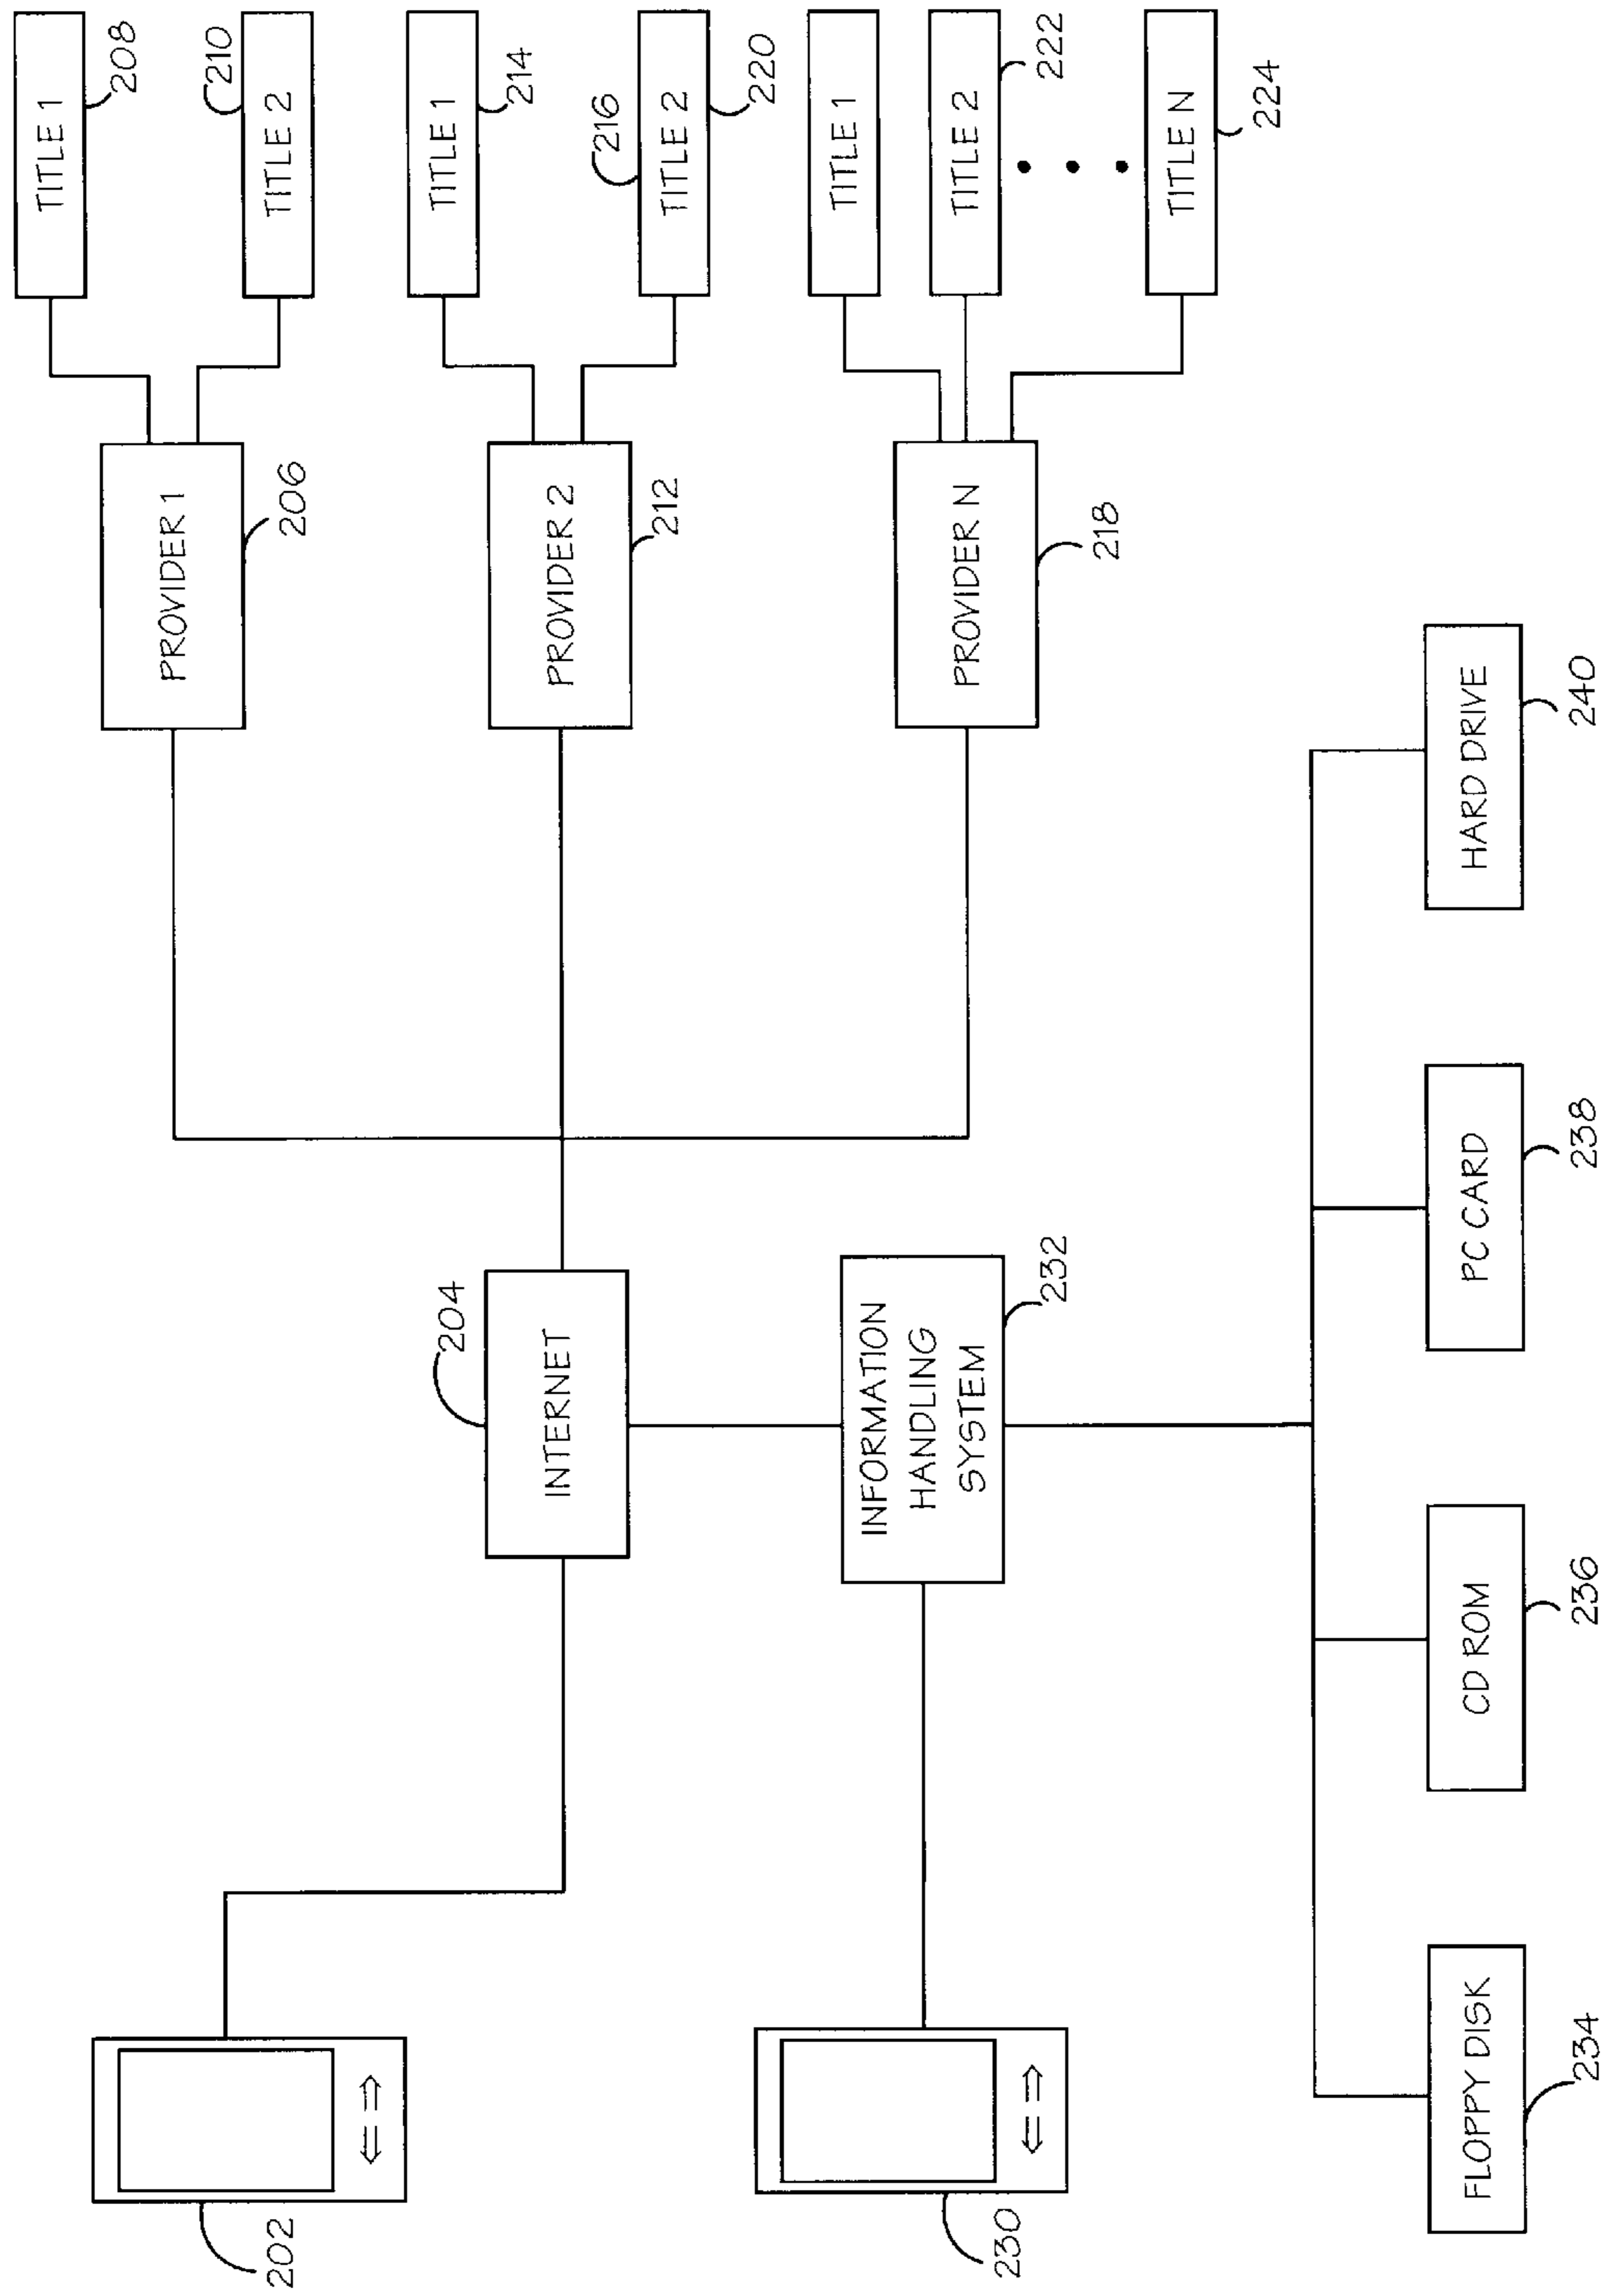 TITLE 1
208
210
TITLE 2
TITLE 1
214
216
TITLE 2
220
TITLE 1
TITLE 2
222
TITLE N
224
PROVIDER 1
206
PROVIDER 2
212
PROVIDER N
218
204
INTERNET
INFORMATION
HANDLING
SYSTEM
232
202
230
FLOPPY DISK
234
CD ROM
236
PC CARD
238
HARD DRIVE
240